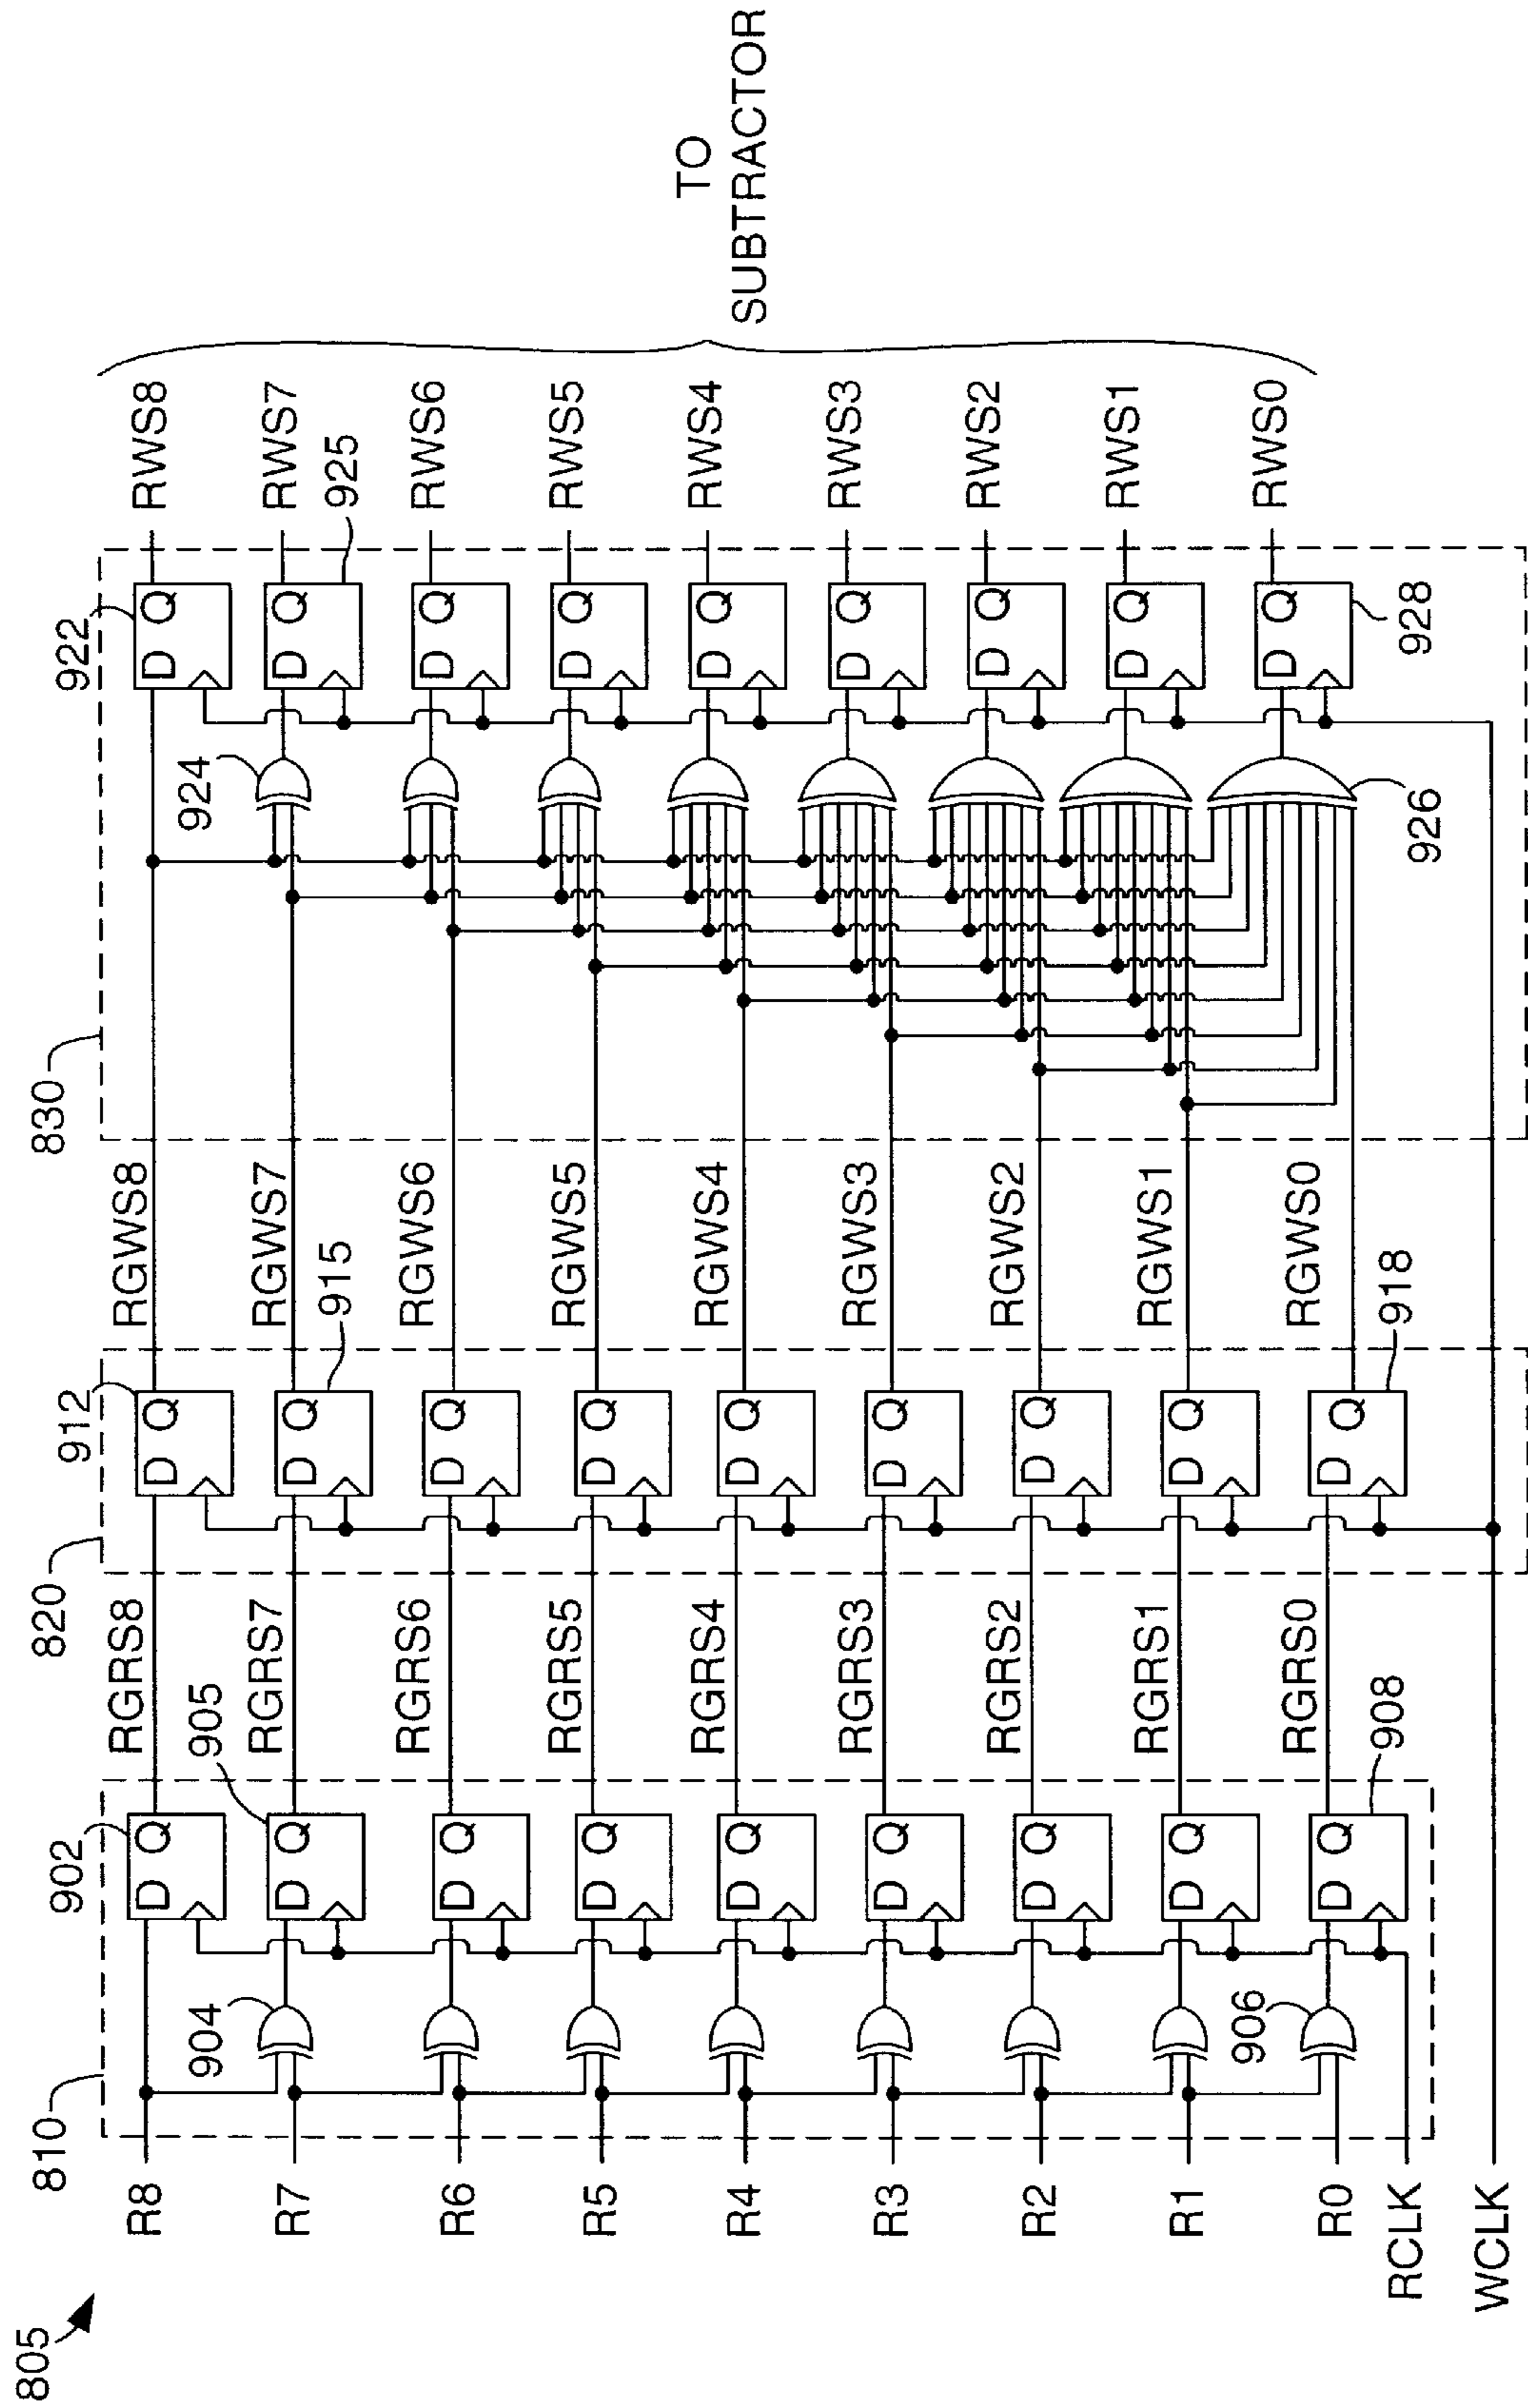 805
810
820
830
R8
R7
R6
R5
R4
R3
R2
R1
R0
RCLK
WCLK
904
906
902
D Q
905
D Q
D Q
D Q
D Q
D Q
D Q
D Q
D Q
908
RGRS8
RGRS7
RGRS6
RGRS5
RGRS4
RGRS3
RGRS2
RGRS1
RGRS0
912
D Q
D Q
915
D Q
D Q
D Q
D Q
D Q
D Q
D Q
918
RGWS8
RGWS7
RGWS6
RGWS5
RGWS4
RGWS3
RGWS2
RGWS1
RGWS0
924
926
922
D Q
D Q
925
D Q
D Q
D Q
D Q
D Q
D Q
D Q
928
RWS8
RWS7
RWS6
RWS5
RWS4
RWS3
RWS2
RWS1
RWS0
TO
SUBTRACTOR